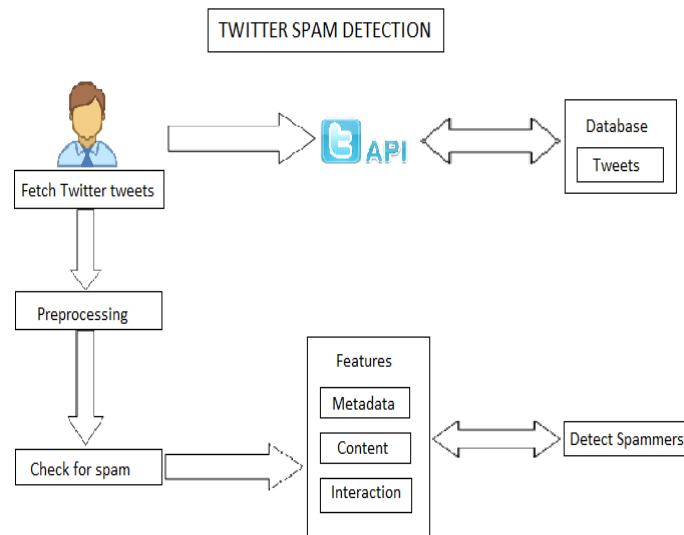 TWITTER SPAM DETECTION
t API
Database
Tweets
Fetch Twitter tweets
Preprocessing
Check for spam
Features
Metadata
Content
Interaction
Detect Spammers